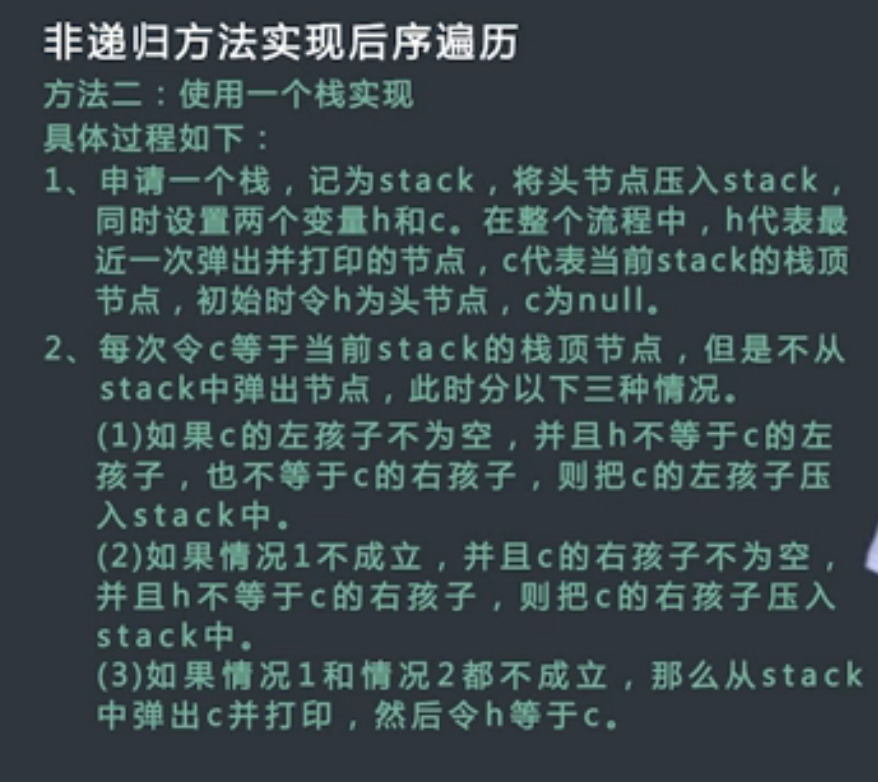 非递归方法实现后序遍历
方法二：使用一个栈实现
具体过程如下：
1、申请一个栈，记为stack，将头节点压入stack，
同时设置两个变量h和c。在整个流程中，h代表最
近一次弹出并打印的节点，c代表当前stack的栈顶
节点，初始时令h为头节点，c为null。
2、每次令c等于当前stack的栈顶节点，但是不从
stack中弹出节点，此时分以下三种情况。
(1)如果c的左孩子不为空，并且h不等于c的左
孩子，也不等于c的右孩子，则把c的左孩子压
入stack中。
(2)如果情况1不成立，并且c的右孩子不为空，
并且h不等于c的右孩子，则把c的右孩子压入
stack中。
(3)如果情况1和情况2都不成立，那么从stack
中弹出c并打印，然后令h等于c。